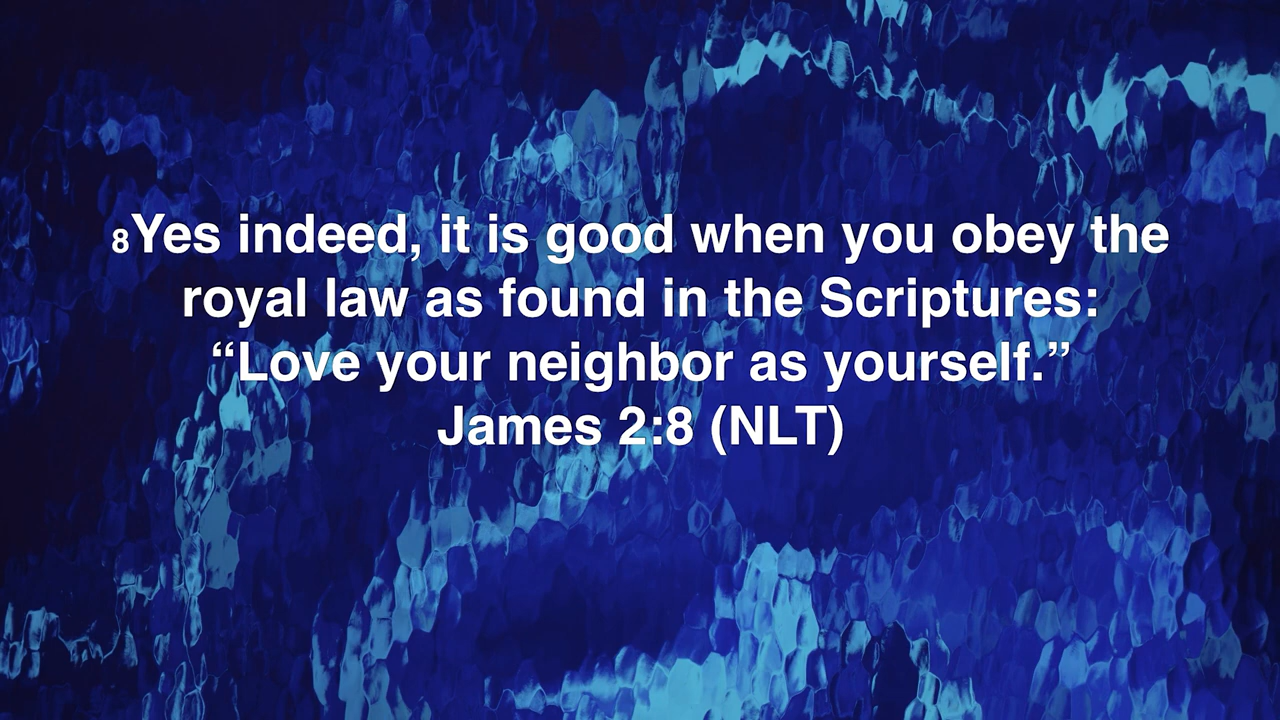 8Yes indeed, it is good when you obey the
royal law as found in the Scriptures:
“Love your neighbor as yourself.”
James 2:8 (NLT)